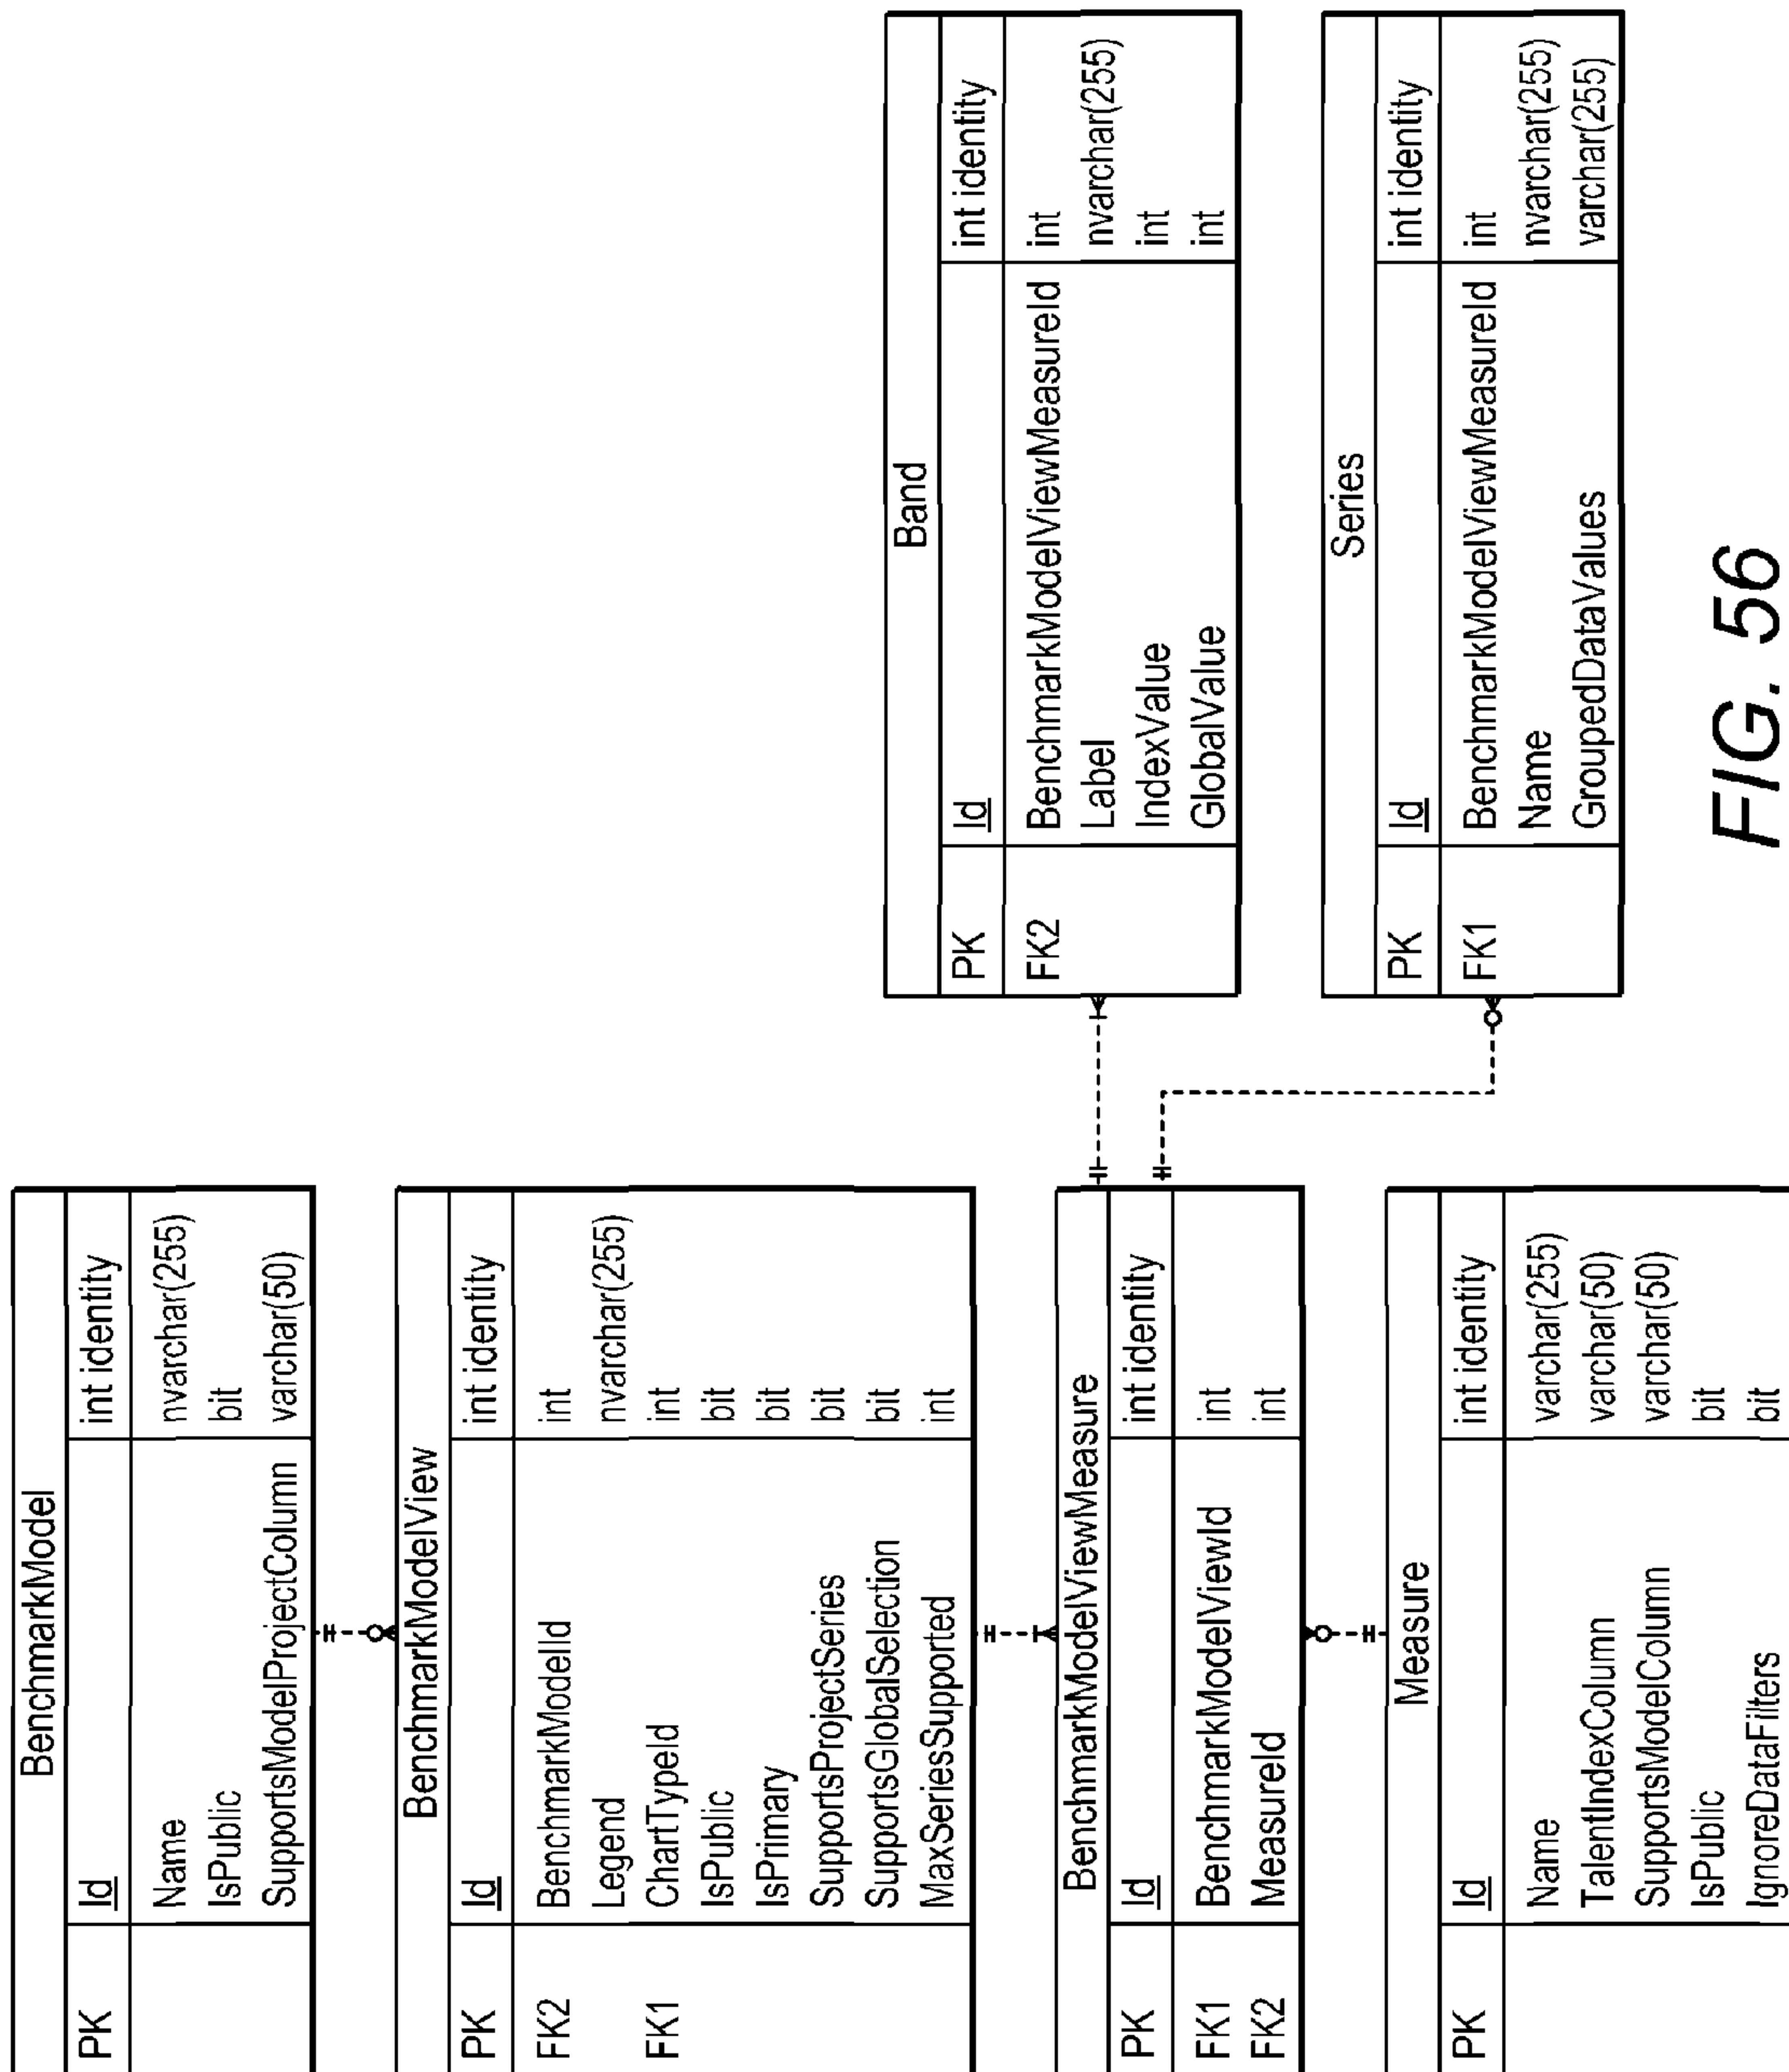 BenchmarkModel
PK Id int identity
Name nvarchar(255)
IsPublic bit
SupportsModelProjectColumn varchar(50)
BenchmarkModelView
PK Id int identity
FK2 BenchmarkModelId int
Legend nvarchar(255)
FK1 ChartTypeId int
IsPublic bit
IsPrimary bit
SupportsProjectSeries bit
SupportsGlobalSelection bit
MaxSeriesSupported int
BenchmarkModelViewMeasure
PK Id int identity
FK1 BenchmarkModelViewId int
FK2 MeasureId int
Measure
PK Id int identity
Name varchar(255)
TalentIndexColumn varchar(50)
SupportsModelColumn varchar(50)
IsPublic bit
IgnoreDataFilters bit
Band
PK Id int identity
FK2 BenchmarkModelViewMeasureId int
Label nvarchar(255)
IndexValue int
GlobalValue int
Series
PK Id int identity
FK1 BenchmarkModelViewMeasureId int
Name nvarchar(255)
GroupedDataValues varchar(255)
FIG. 56